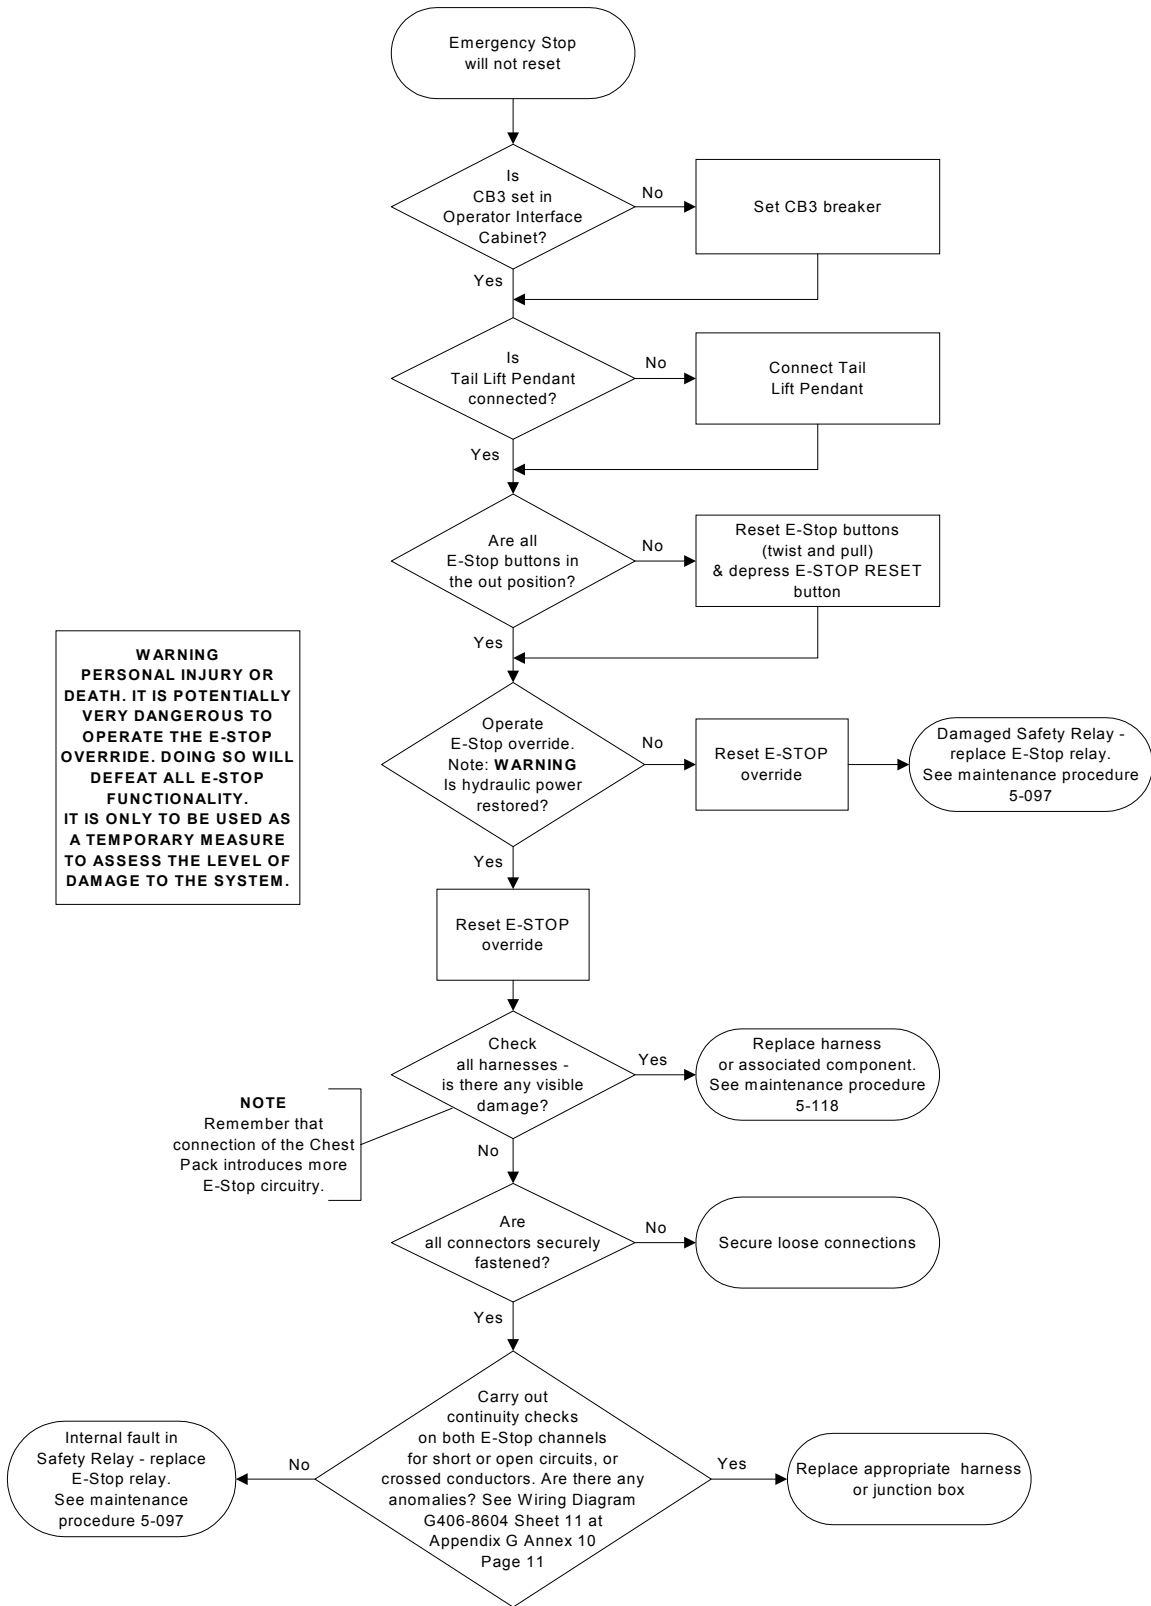 Emergency Stop
will not reset
Is
CB3 set in
Operator Interface
Cabinet?
No
Set CB3 breaker
Yes
Is
Tail Lift Pendant
connected?
No
Connect Tail
Lift Pendant
Yes
Are all
E-Stop buttons in
the out position?
No
Reset E-Stop buttons
(twist and pull)
& depress E-STOP RESET
button
Yes
WARNING
PERSONAL INJURY OR
DEATH. IT IS POTENTIALLY
VERY DANGEROUS TO
OPERATE THE E-STOP
OVERRIDE. DOING SO WILL
DEFEAT ALL E-STOP
FUNCTIONALITY.
IT IS ONLY TO BE USED AS
A TEMPORARY MEASURE
TO ASSESS THE LEVEL OF
DAMAGE TO THE SYSTEM.
Operate
E-Stop override.
Note: WARNING
Is hydraulic power
restored?
No
Reset E-STOP
override
Damaged Safety Relay -
replace E-Stop relay.
See maintenance procedure
5-097
Yes
Reset E-STOP
override
Check
all harnesses -
is there any visible
damage?
Yes
Replace harness
or associated component.
See maintenance procedure
5-118
NOTE
Remember that
connection of the Chest
Pack introduces more
E-Stop circuitry.
No
Are
all connectors securely
fastened?
No
Secure loose connections
Yes
Carry out
continuity checks
on both E-Stop channels
for short or open circuits, or
crossed conductors. Are there any
anomalies? See Wiring Diagram
G406-8604 Sheet 11 at
Appendix G Annex 10
Page 11
No
Internal fault in
Safety Relay - replace
E-Stop relay.
See maintenance
procedure 5-097
Yes
Replace appropriate harness
or junction box